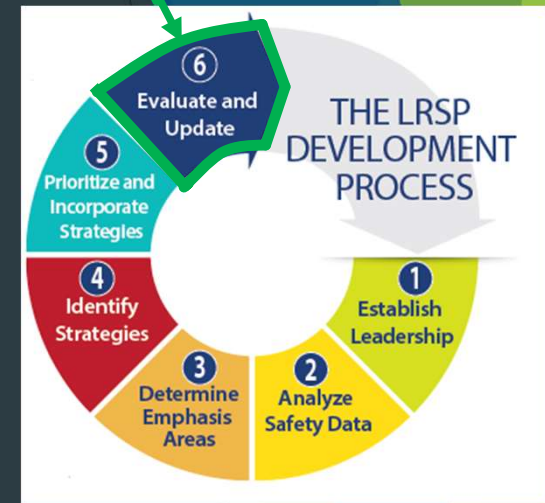 THE LRSP
DEVELOPMENT
PROCESS
1
Establish
Leadership
2
Analyze
Safety Data
3
Determine
Emphasis
Areas
4
Identify
Strategies
5
Prioritize and
Incorporate
Strategies
6
Evaluate and
Update